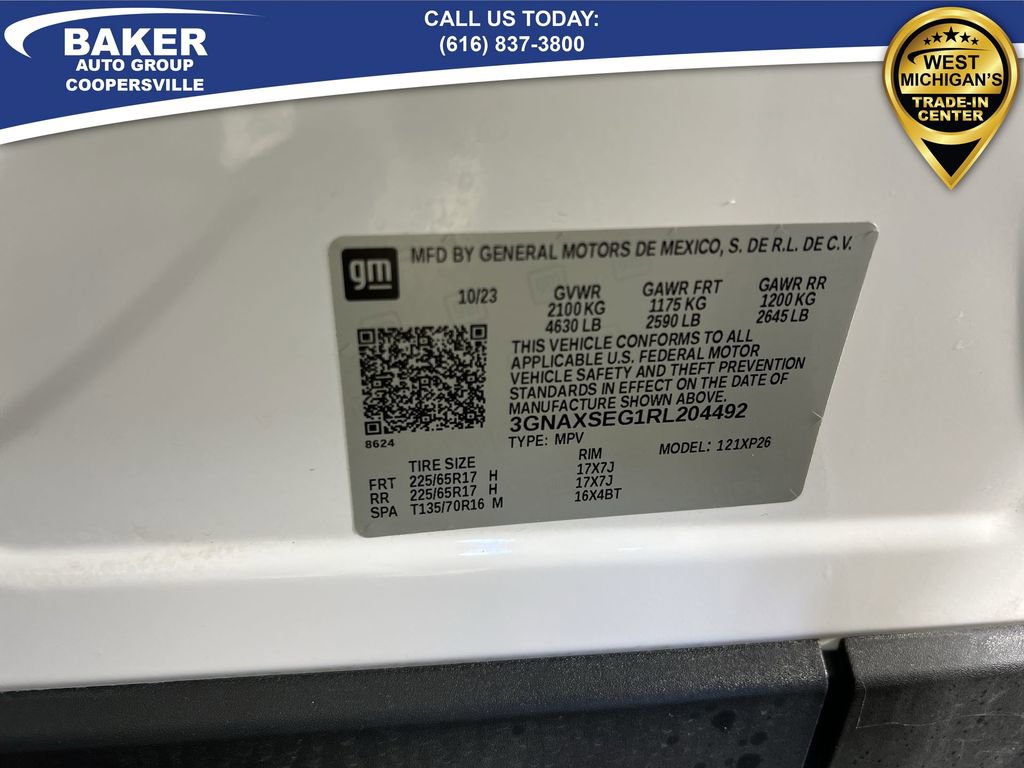 BAKER
AUTO GROUP
COOPERSVILLE
CALL US TODAY:
(616) 837-3800
WEST
MICHIGAN'S
TRADE-IN
CENTER
gm
MFD BY GENERAL MOTORS DE MEXICO, S. DE R.L. DE C.V.
10/23 GVWR GAWR FRT GAWR RR
2100 KG 1175 KG 1200 KG
4630 LB 2590 LB 2645 LB
THIS VEHICLE CONFORMS TO ALL
APPLICABLE U.S. FEDERAL MOTOR
VEHICLE SAFETY AND THEFT PREVENTION
STANDARDS IN EFFECT ON THE DATE OF
MANUFACTURE SHOWN ABOVE.
3GNAXSEG1RL204492
8624
TYPE: MPV MODEL: 121XP26
TIRE SIZE RIM
FRT 225/65R17 H 17X7J
RR 225/65R17 H 17X7J
SPA T135/70R16 M 16X4BT